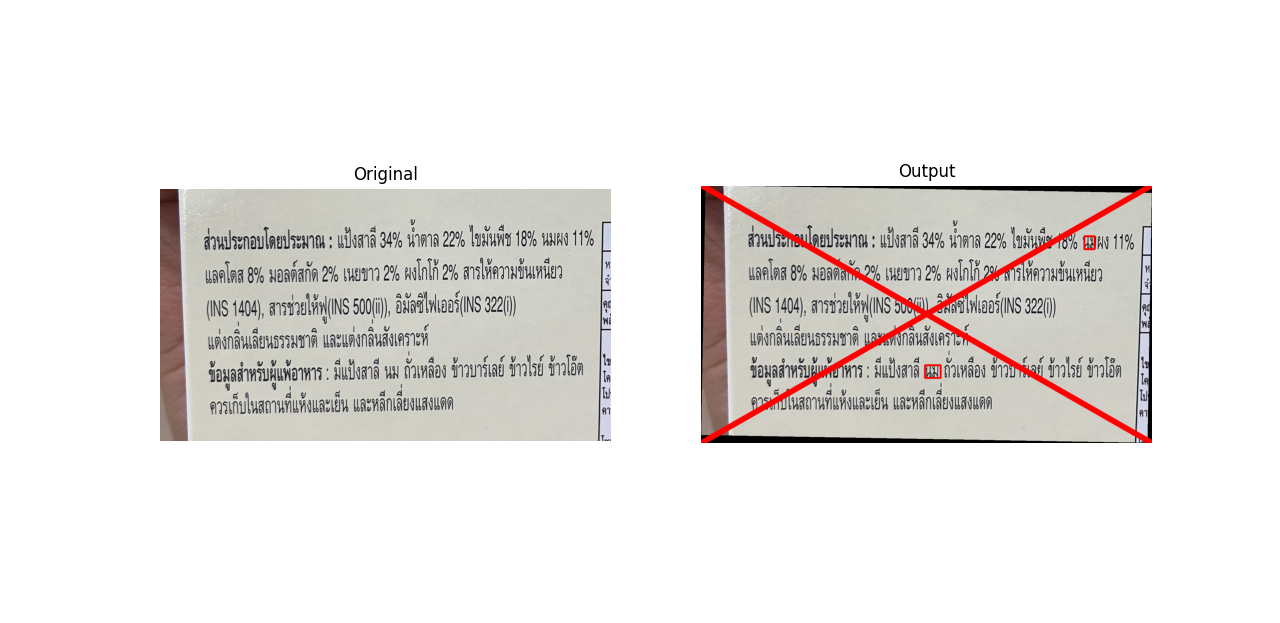 Original
ส่วนประกอบโดยประมาณ : แป้งสาลี 34% น้ำตาล 22% ไขมันพืช 18% นมผง 11%
แลคโตส 8% มอลต์สกัด 2% เนยขาว 2% ผงโกโก้ 2% สารให้ความข้นเหนียว
(INS 1404), สารช่วยให้ฟู(INS 500(ii)), อิมัลซิไฟเออร์(INS 322(i))
แต่งกลิ่นเลียนธรรมชาติ และแต่งกลิ่นสังเคราะห์
ข้อมูลสำหรับผู้แพ้อาหาร : มีแป้งสาลี นม ถั่วเหลือง ข้าวบาร์เลย์ ข้าวไรย์ ข้าวโอ๊ต
ควรเก็บในสถานที่แห้งและเย็น และหลีกเลี่ยงแสงแดด
Output
ส่วนประกอบโดยประมาณ : แป้งสาลี 34% น้ำตาล 22% ไขมันพืช 18% นมผง 11%
แลคโตส 8% มอลต์สกัด 2% เนยขาว 2% ผงโกโก้ 2% สารให้ความข้นเหนียว
(INS 1404), สารช่วยให้ฟู(INS 500(ii)), อิมัลซิไฟเออร์(INS 322(i))
แต่งกลิ่นเลียนธรรมชาติ และแต่งกลิ่นสังเคราะห์
ข้อมูลสำหรับผู้แพ้อาหาร : มีแป้งสาลี นม ถั่วเหลือง ข้าวบาร์เลย์ ข้าวไรย์ ข้าวโอ๊ต
ควรเก็บในสถานที่แห้งและเย็น และหลีกเลี่ยงแสงแดด